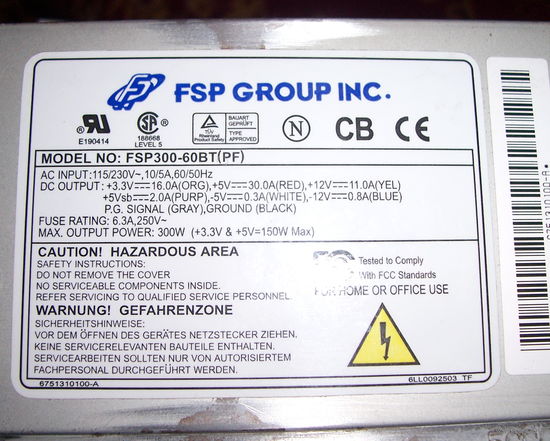 FSP GROUP INC.
E190414
188668
LEVEL 5
TÜV
Rheinland
Product Safety
BAUART
GEPRÜFT
TYPE
APPROVED
N
CB
CE
MODEL NO: FSP300-60BT(PF)
AC INPUT:115/230V~,10/5A,60/50Hz
DC OUTPUT: +3.3V⎓16.0A(ORG),+5V⎓30.0A(RED),+12V⎓11.0A(YEL)
+5Vsb⎓2.0A(PURP),-5V⎓0.3A(WHITE),-12V⎓0.8A(BLUE)
P.G. SIGNAL (GRAY),GROUND (BLACK)
FUSE RATING: 6.3A,250V~
MAX. OUTPUT POWER: 300W (+3.3V & +5V=150W Max)
CAUTION! HAZARDOUS AREA
SAFETY INSTRUCTIONS:
DO NOT REMOVE THE COVER
NO SERVICEABLE COMPONENTS INSIDE.
REFER SERVICING TO QUALIFIED SERVICE PERSONNEL.
Tested to Comply
With FCC Standards
FOR HOME OR OFFICE USE
WARNUNG! GEFAHRENZONE
SICHERHEITSHINWEISE:
VOR DEM ÖFFNEN DES GERÄTES NETZSTECKER ZIEHEN.
KEINE SERVICERELEVANTEN BAUTEILE ENTHALTEN.
SERVICEARBEITEN SOLLTEN NUR VON AUTORISIERTEM
FACHPERSONAL DURCHGEFÜHRT WERDEN.
6751310100-A
6LL0092503 TF